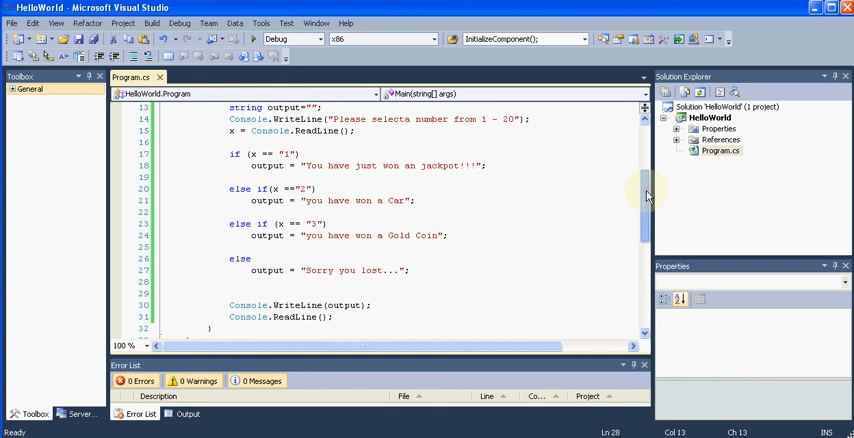 HelloWorld - Microsoft Visual Studio
File Edit View Refactor Project Build Debug Team Data Tools Test Window Help
Debug x86 InitializeComponent();
Toolbox
General
Program.cs
HelloWorld.Program Main(string[] args)
13 string output="";
14 Console.WriteLine("Please selecta number from 1 - 20");
15 x = Console.ReadLine();
16
17 if (x == "1")
18 output = "You have just won an jackpot!!!";
19
20 else if(x =="2")
21 output = "you have won a Car";
22
23 else if (x == "3")
24 output = "you have won a Gold Coin";
25
26 else
27 output = "Sorry you lost...";
28
29
30 Console.WriteLine(output);
31 Console.ReadLine();
32 }
100 %
Solution Explorer
Solution 'HelloWorld' (1 project)
HelloWorld
Properties
References
Program.cs
Properties
Error List
0 Errors 0 Warnings 0 Messages
Description File Line Co... Project
Toolbox Server... Error List Output
Ready Ln 28 Col 13 Ch 13 INS